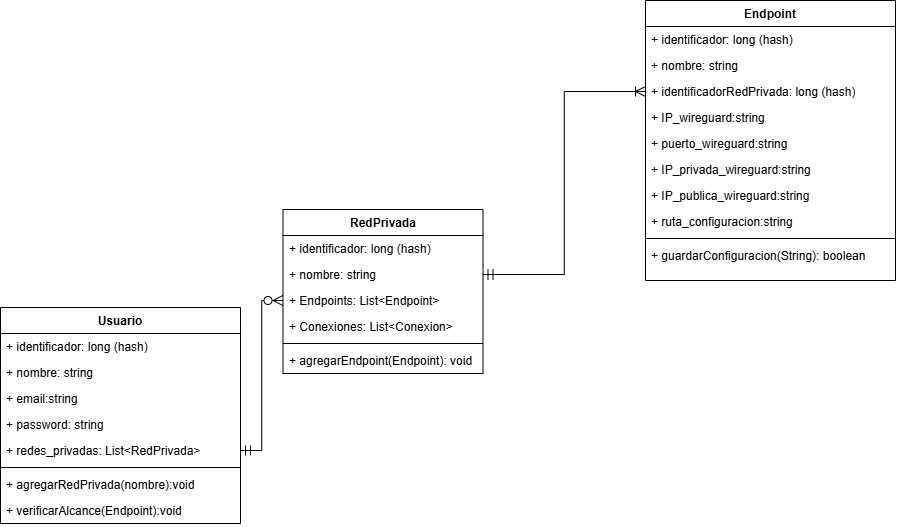 Endpoint
+ identificador: long (hash)
+ nombre: string
+ identificadorRedPrivada: long (hash)
+ IP_wireguard:string
+ puerto_wireguard:string
+ IP_privada_wireguard:string
+ IP_publica_wireguard:string
+ ruta_configuracion:string
+ guardarConfiguracion(String): boolean
RedPrivada
+ identificador: long (hash)
+ nombre: string
+ Endpoints: List<Endpoint>
+ Conexiones: List<Conexion>
+ agregarEndpoint(Endpoint): void
Usuario
+ identificador: long (hash)
+ nombre: string
+ email:string
+ password: string
+ redes_privadas: List<RedPrivada>
+ agregarRedPrivada(nombre):void
+ verificarAlcance(Endpoint):void